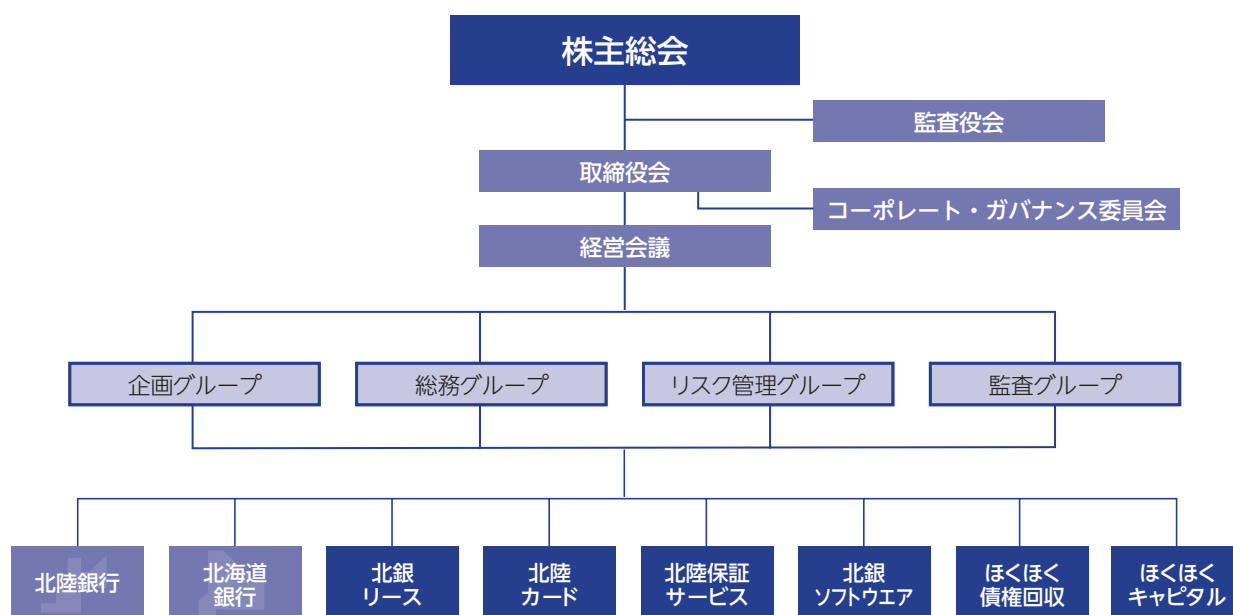 株主総会
監査役会
取締役会
コーポレート・ガバナンス委員会
経営会議
企画グループ
総務グループ
リスク管理グループ
監査グループ
北陸銀行
北海道
銀行
北銀
リース
北陸
カード
北陸保証
サービス
北銀
ソフトウエア
ほくほく
債権回収
ほくほく
キャピタル